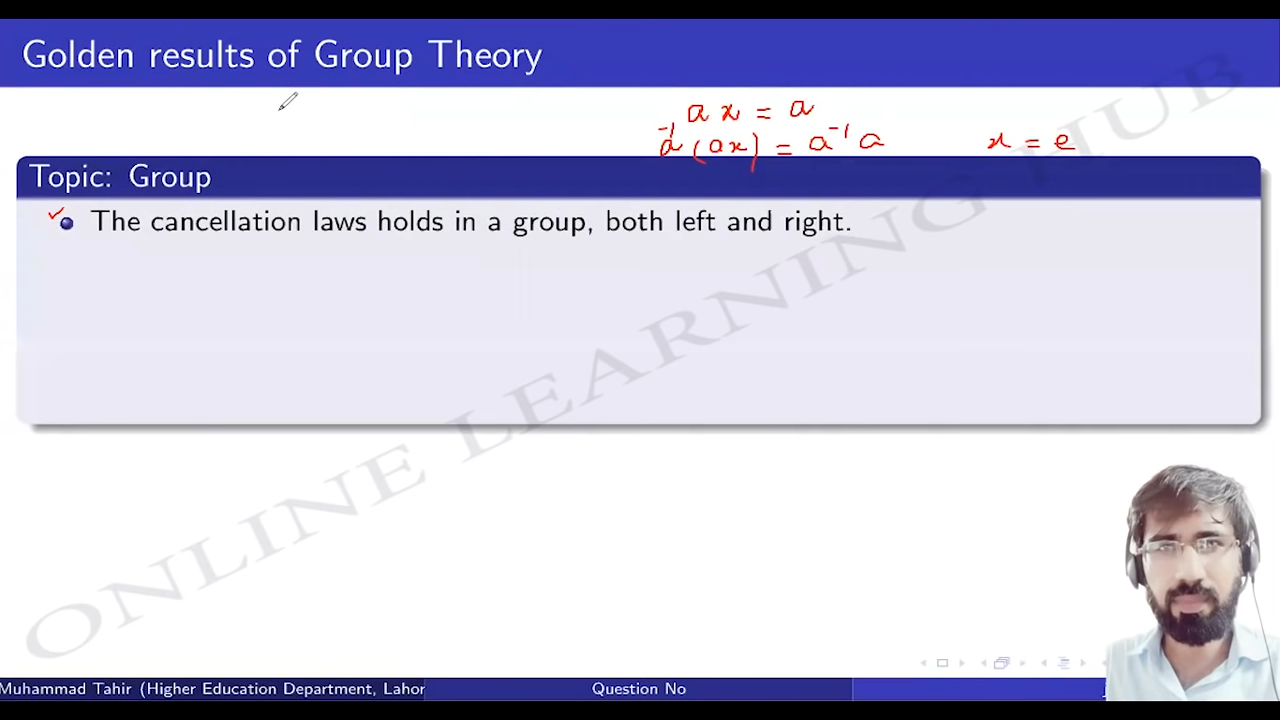 Golden results of Group Theory
a x = a
a⁻¹ (ax) = a⁻¹ a x = e
Topic: Group
The cancellation laws holds in a group, both left and right.
ONLINE LEARNING HUB
Muhammad Tahir (Higher Education Department, Lahor
Question No